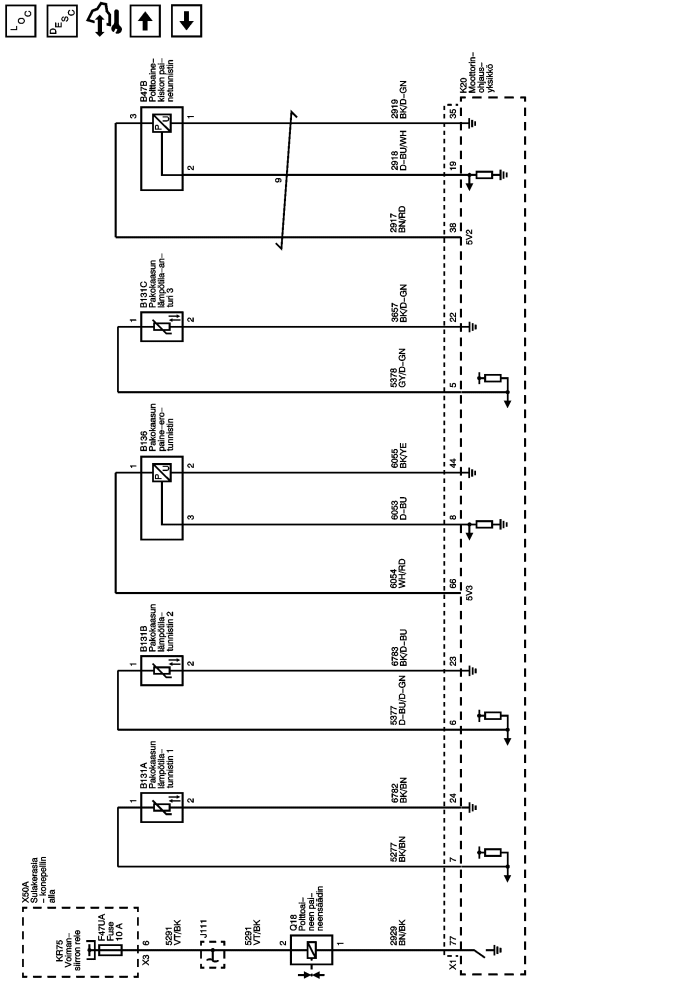 LOC
DESC
X50A
Sulakerasia
– konepellin
alla
KR75
Voiman–
siirron rele
F47UA
Fuse
10 A
X3
6
5291
VT/BK
J111
5291
VT/BK
2
Q18
Polttoai–
neen pai–
neensäädin
1
2929
BN/BK
77
X1
1
B131A
Pakokaasun
lämpötila–
tunnistin 1
2
6782
BK/BN
24
5277
BK/BN
7
1
B131B
Pakokaasun
lämpötila–
tunnistin 2
2
6783
BK/D–BU
23
5377
D–BU/D–GN
6
1
B136
Pakokaasun
paine–ero–
tunnistin
P
U
2
3
6055
BK/YE
44
6053
D–BU
8
6054
WH/RD
66
5V3
1
B131C
Pakokaasun
lämpötila–an–
turi 3
2
3657
BK/D–GN
22
5378
GY/D–GN
5
3
B47B
Polttoaine–
kiskon pai–
netunnistin
P
U
1
2
9
2919
BK/D–GN
35
2918
D–BU/WH
19
2917
BN/RD
38
5V2
K20
Moottorin–
ohjaus–
yksikkö